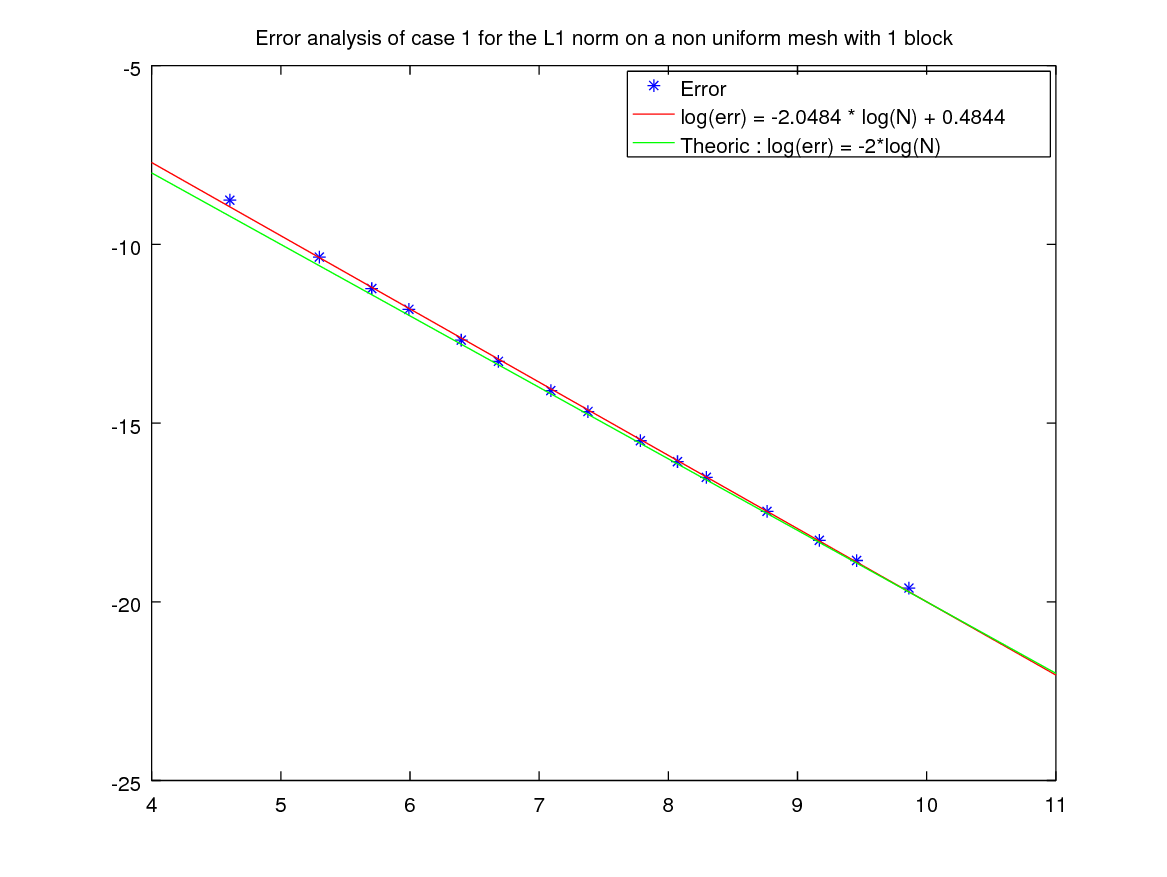 Error analysis of case 1 for the L1 norm on a non uniform mesh with 1 block
Error
log(err) = -2.0484 * log(N) + 0.4844
Theoric : log(err) = -2*log(N)
-5
-10
-15
-20
-25
4 5 6 7 8 9 10 11